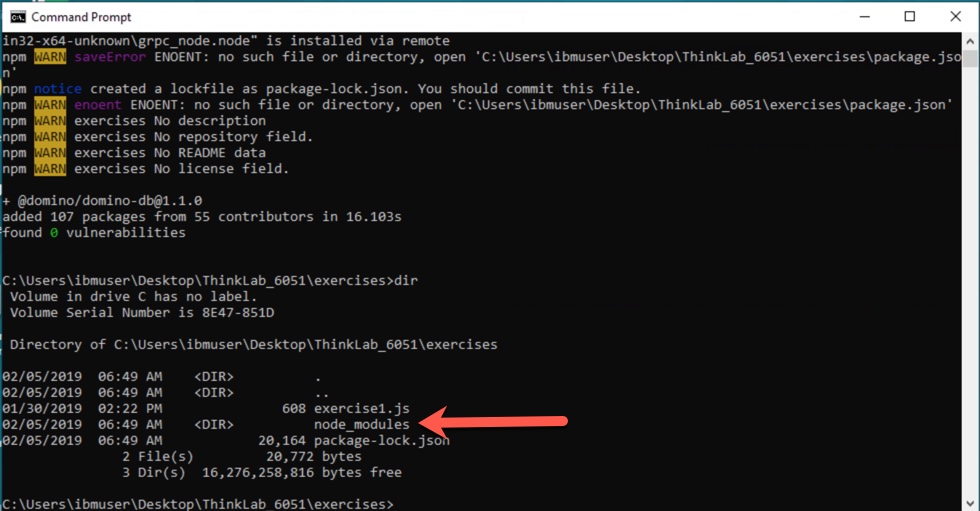 Command Prompt
in32-x64-unknown\grpc_node.node" is installed via remote
npm WARN saveError ENOENT: no such file or directory, open 'C:\Users\ibmuser\Desktop\ThinkLab_6051\exercises\package.jso
n'
npm notice created a lockfile as package-lock.json. You should commit this file.
npm WARN enoent ENOENT: no such file or directory, open 'C:\Users\ibmuser\Desktop\ThinkLab_6051\exercises\package.json'
npm WARN exercises No description
npm WARN exercises No repository field.
npm WARN exercises No README data
npm WARN exercises No license field.
+ @domino/domino-db@1.1.0
added 107 packages from 55 contributors in 16.103s
found 0 vulnerabilities
C:\Users\ibmuser\Desktop\ThinkLab_6051\exercises>dir
Volume in drive C has no label.
Volume Serial Number is 8E47-851D
Directory of C:\Users\ibmuser\Desktop\ThinkLab_6051\exercises
02/05/2019  06:49 AM    <DIR>          .
02/05/2019  06:49 AM    <DIR>          ..
01/30/2019  02:22 PM               608 exercise1.js
02/05/2019  06:49 AM    <DIR>          node_modules
02/05/2019  06:49 AM            20,164 package-lock.json
2 File(s)         20,772 bytes
3 Dir(s)  16,276,258,816 bytes free
C:\Users\ibmuser\Desktop\ThinkLab_6051\exercises>